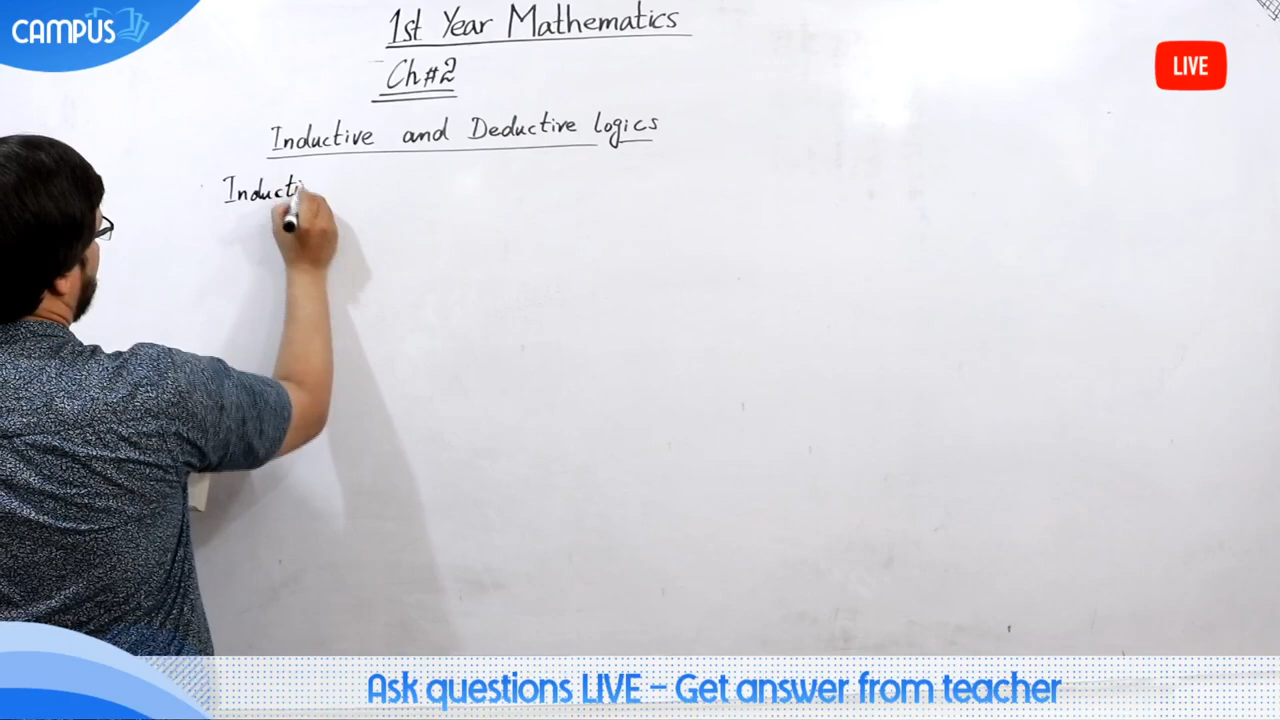 CAMPUS
1st Year Mathematics
LIVE
Ch#2
Inductive and Deductive logics
Inducti
Ask questions LIVE – Get answer from teacher